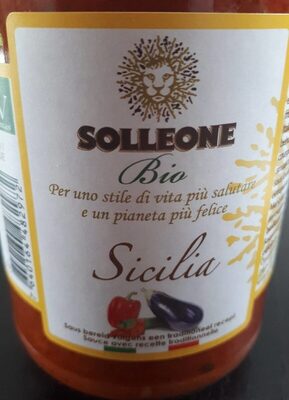 SOLLEONE
Bio
Per uno stile di vita più salutare
e un pianeta più felice
Sicilia
Saus bereid volgens een traditioneel recept
Sauce avec recette traditionnelle